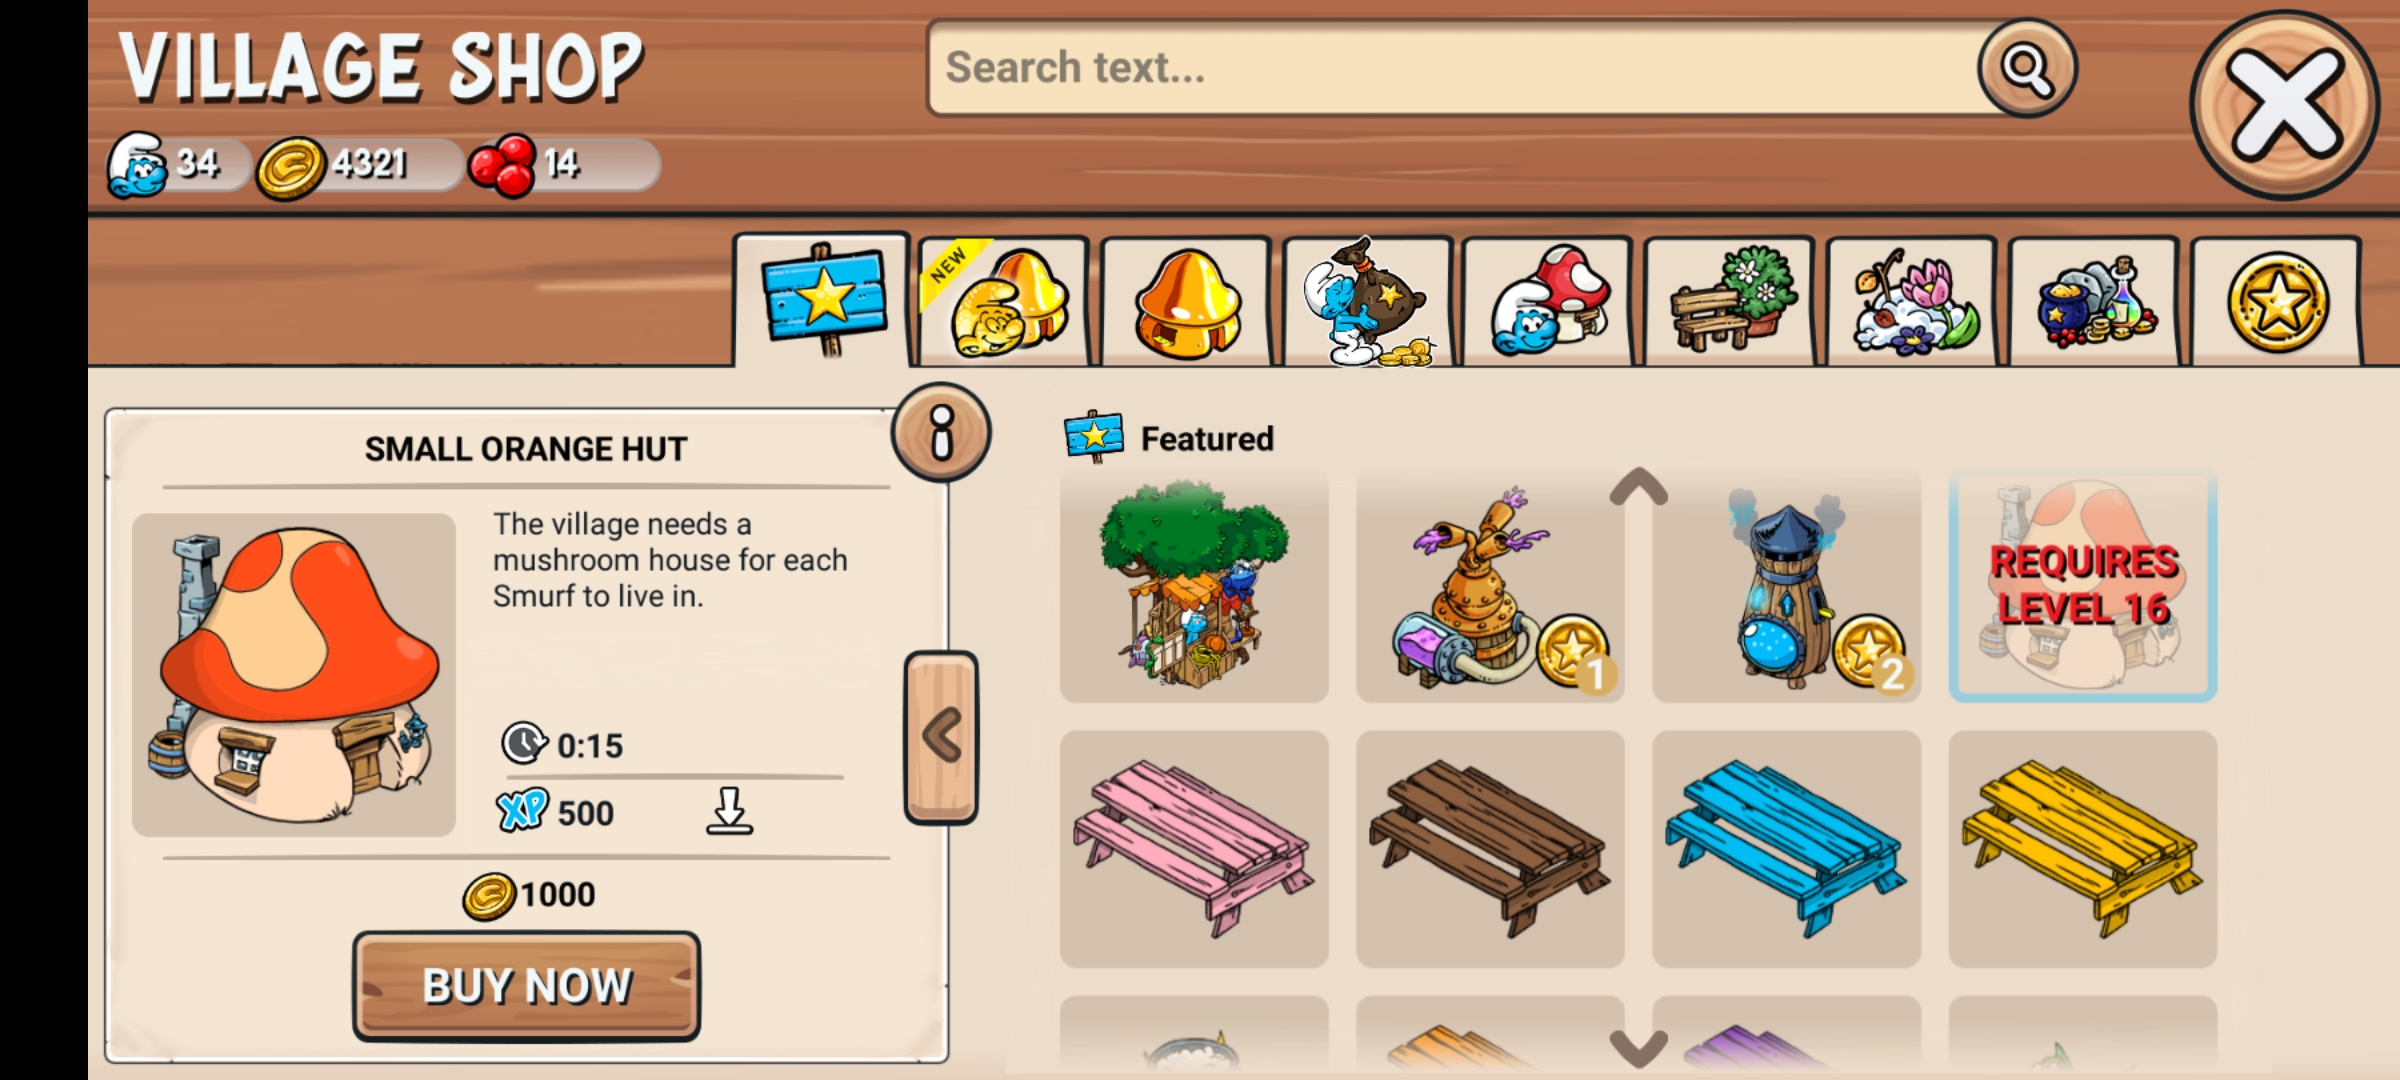 VILLAGE SHOP
Search text...
34
4321
14
NEW
SMALL ORANGE HUT
The village needs a
mushroom house for each
Smurf to live in.
0:15
XP 500
1000
BUY NOW
Featured
1
2
REQUIRES
LEVEL 16